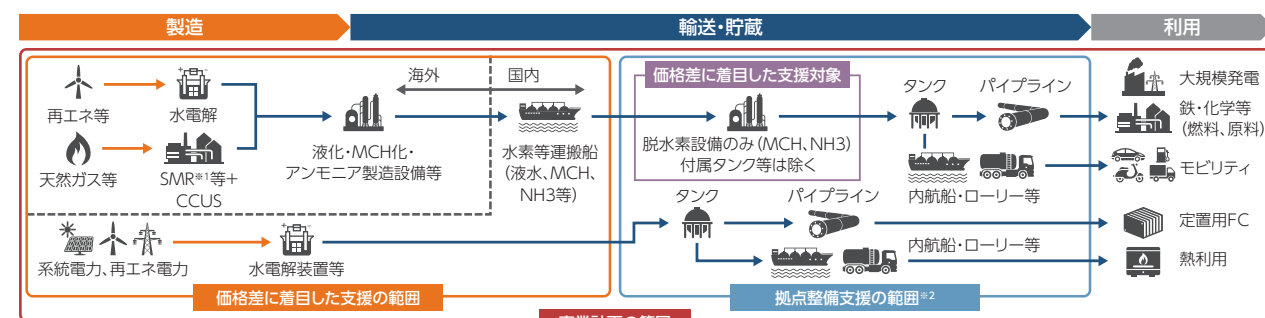 製造
輸送・貯蔵
利用
海外
国内
価格差に着目した支援対象
タンク
パイプライン
大規模発電
再エネ等
水電解
鉄・化学等
(燃料、原料)
脱水素設備のみ(MCH、NH3)
付属タンク等は除く
液化・MCH化・
アンモニア製造設備等
水素等運搬船
(液水、MCH、
NH3等)
天然ガス等
SMR※1等+
CCUS
モビリティ
内航船・ローリー等
タンク
パイプライン
定置用FC
内航船・ローリー等
系統電力、再エネ電力
水電解装置等
熱利用
価格差に着目した支援の範囲
拠点整備支援の範囲※2